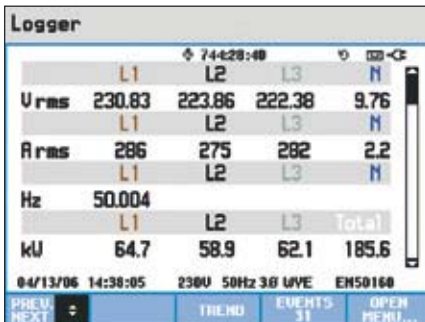 Logger
744:28:40
L1 L2 L3 N
V rms 230.83 223.86 222.38 9.76
L1 L2 L3 N
A rms 286 275 282 2.2
L1 L2 L3 N
Hz 50.004
L1 L2 L3 Total
kW 64.7 58.9 62.1 185.6
04/13/06 14:38:05 230V 50Hz 3Ø WYE EN50160
PREV. NEXT TREND EVENTS 31 OPEN MENU...